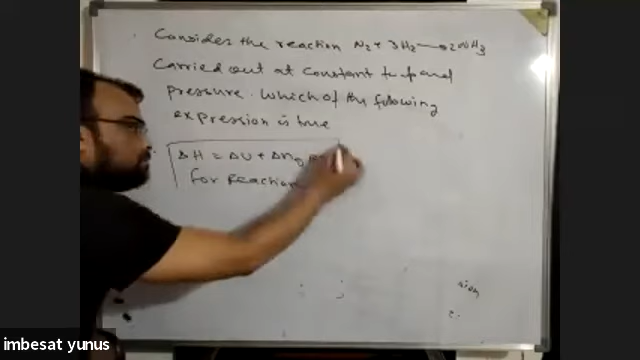 Consider the reaction N2 + 3H2 → 2NH3
Carried out at Constant temp and
pressure. Which of the following
expression is true
ΔH = ΔU + Δng
for reaction
imbesat yunus